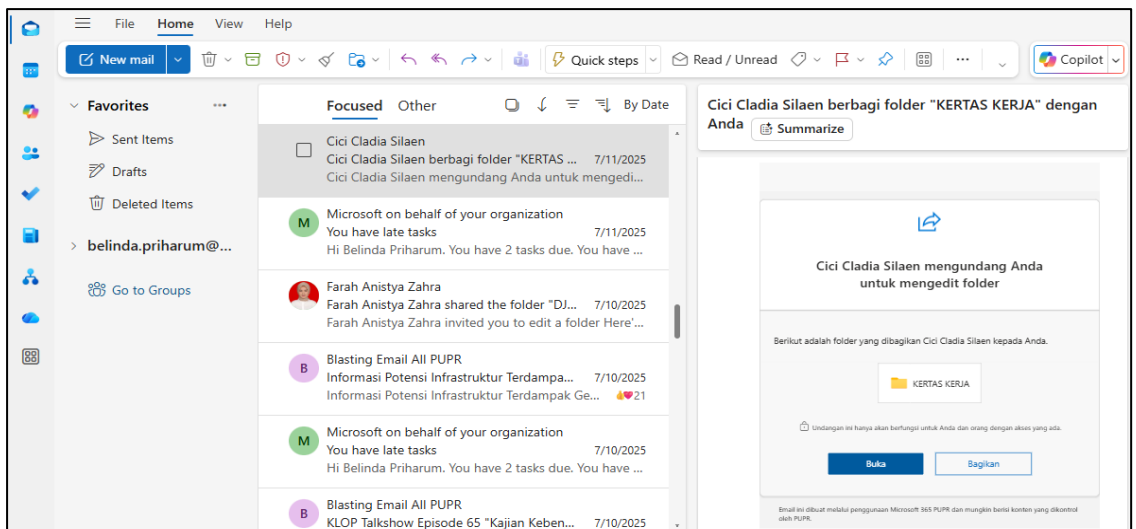 File Home View Help
New mail Quick steps Read / Unread Copilot
Favorites
Sent Items
Drafts
Deleted Items
belinda.priharum@...
Go to Groups
Focused Other By Date
Cici Cladia Silaen
Cici Cladia Silaen berbagi folder "KERTAS ... 7/11/2025
Cici Cladia Silaen mengundang Anda untuk mengedi...
M
Microsoft on behalf of your organization
You have late tasks 7/11/2025
Hi Belinda Priharum. You have 2 tasks due. You have ...
Farah Anistya Zahra
Farah Anistya Zahra shared the folder "DJ... 7/10/2025
Farah Anistya Zahra invited you to edit a folder Here'...
B
Blasting Email All PUPR
Informasi Potensi Infrastruktur Terdampa... 7/10/2025
Informasi Potensi Infrastruktur Terdampak Ge... 21
M
Microsoft on behalf of your organization
You have late tasks 7/10/2025
Hi Belinda Priharum. You have 2 tasks due. You have ...
B
Blasting Email All PUPR
KLOP Talkshow Episode 65 "Kajian Keben... 7/10/2025
Cici Cladia Silaen berbagi folder "KERTAS KERJA" dengan
Anda Summarize
Cici Cladia Silaen mengundang Anda
untuk mengedit folder
Berikut adalah folder yang dibagikan Cici Cladia Silaen kepada Anda.
KERTAS KERJA
Undangan ini hanya akan berfungsi untuk Anda dan orang dengan akses yang ada.
Buka Bagikan
Email ini dibuat melalui penggunaan Microsoft 365 PUPR dan mungkin berisi konten yang dikontrol
oleh PUPR.